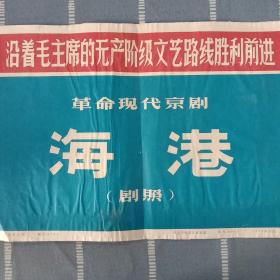 沿着毛主席的无产阶级文艺路线胜利前进
革命现代京剧
海港
（剧照）